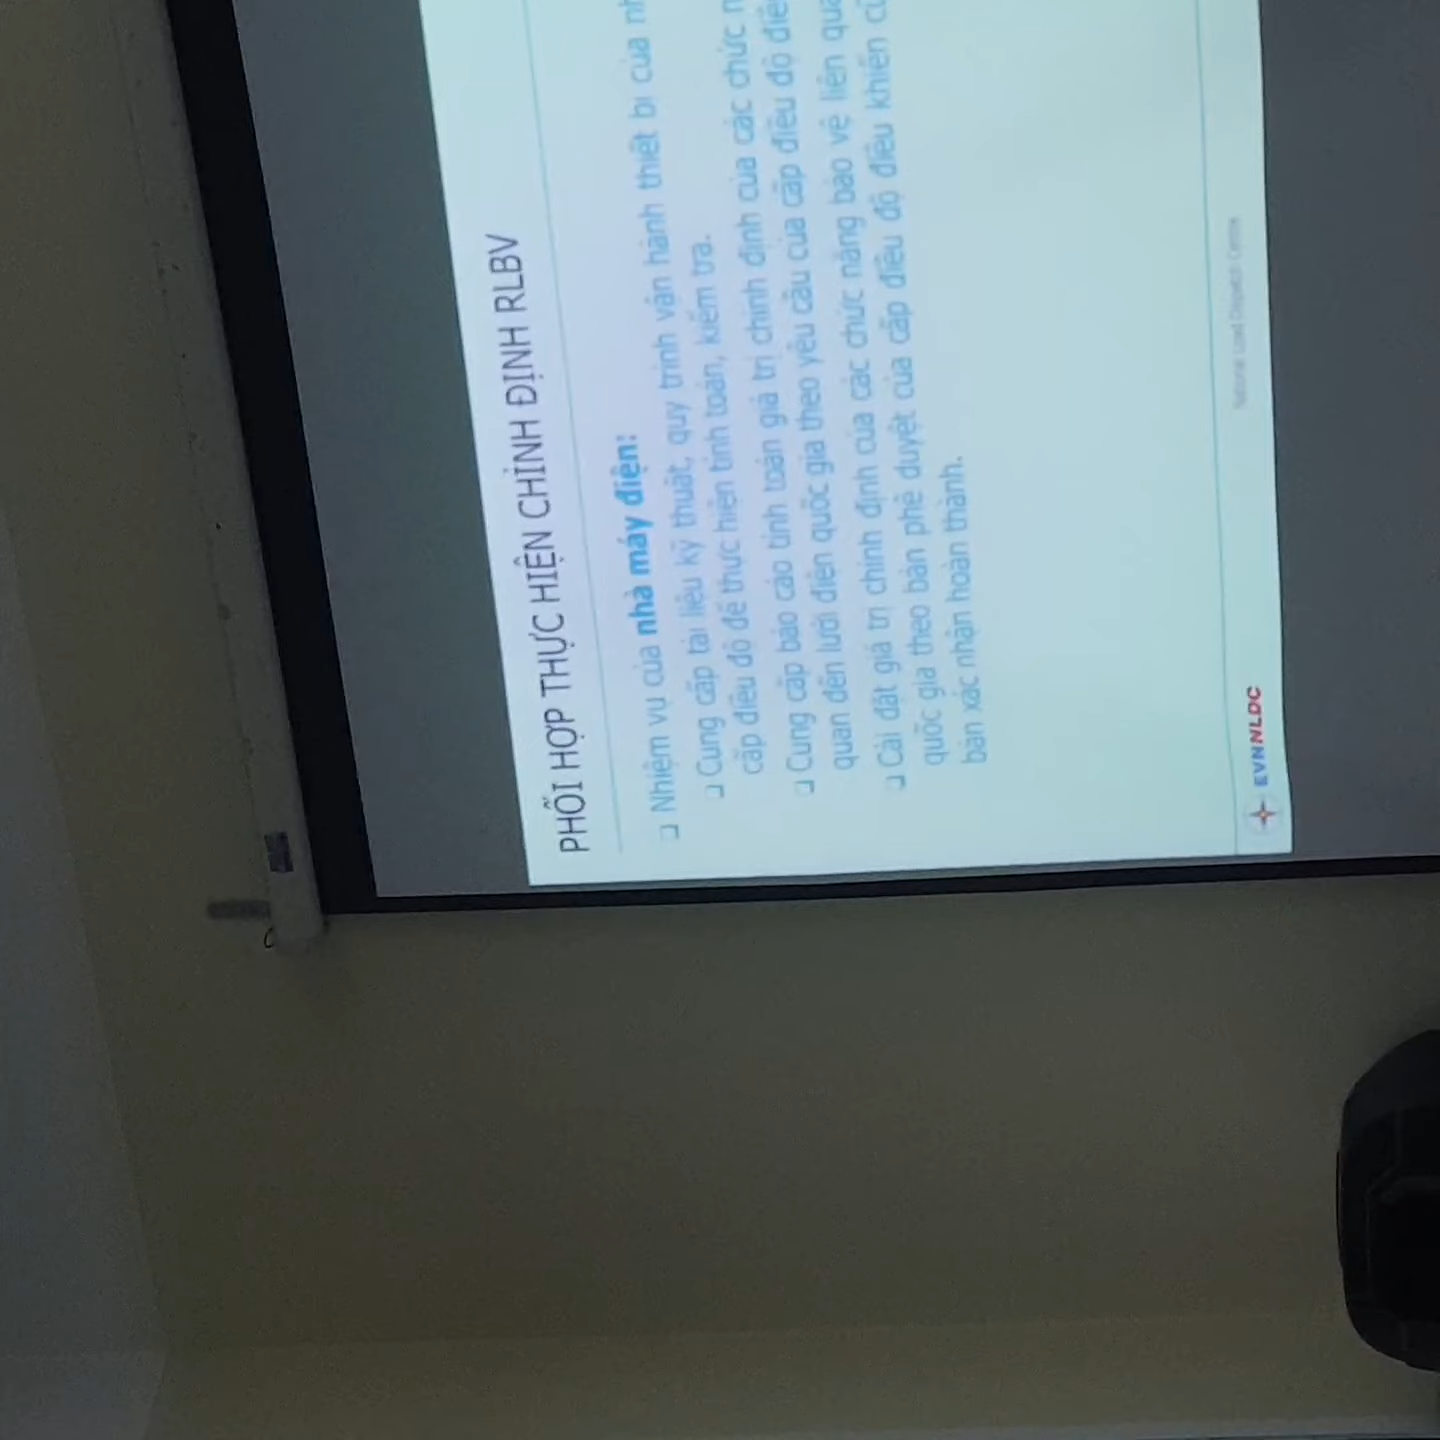 PHỐI HỢP THỰC HIỆN CHỈNH ĐỊNH RLBV
❑ Nhiệm vụ của nhà máy điện:
❑ Cung cấp tài liệu kỹ thuật, quy trình vận hành thiết bị của
cấp điều độ để thực hiện tính toán, kiểm tra.
❑ Cung cấp báo cáo tính toán giá trị chỉnh định của các chức
quan đến lưới điện quốc gia theo yêu cầu của cấp điều độ
❑ Cài đặt giá trị chỉnh định của các chức năng bảo vệ liên
quốc gia theo bản phê duyệt của cấp điều độ điều khiển
bản xác nhận hoàn thành.
EVNNLDC
National Load Dispatch Centre